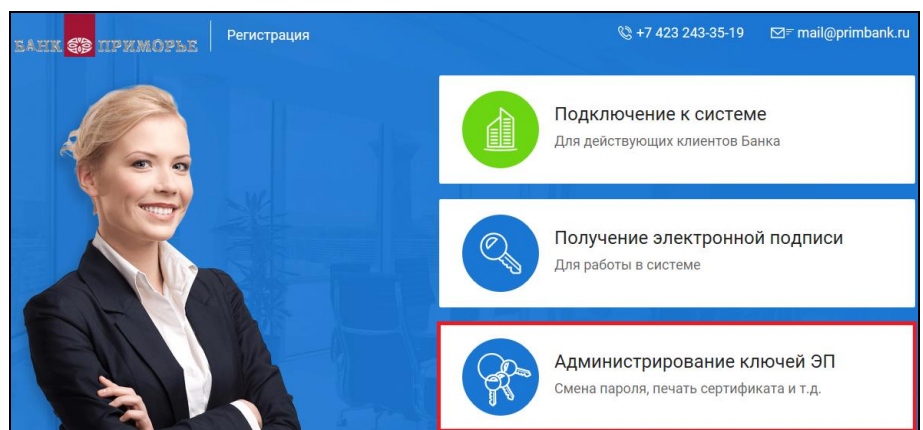 БАНК ПРИМОРЬЕ
Регистрация
+7 423 243-35-19
mail@primbank.ru
Подключение к системе
Для действующих клиентов Банка
Получение электронной подписи
Для работы в системе
Администрирование ключей ЭП
Смена пароля, печать сертификата и т.д.